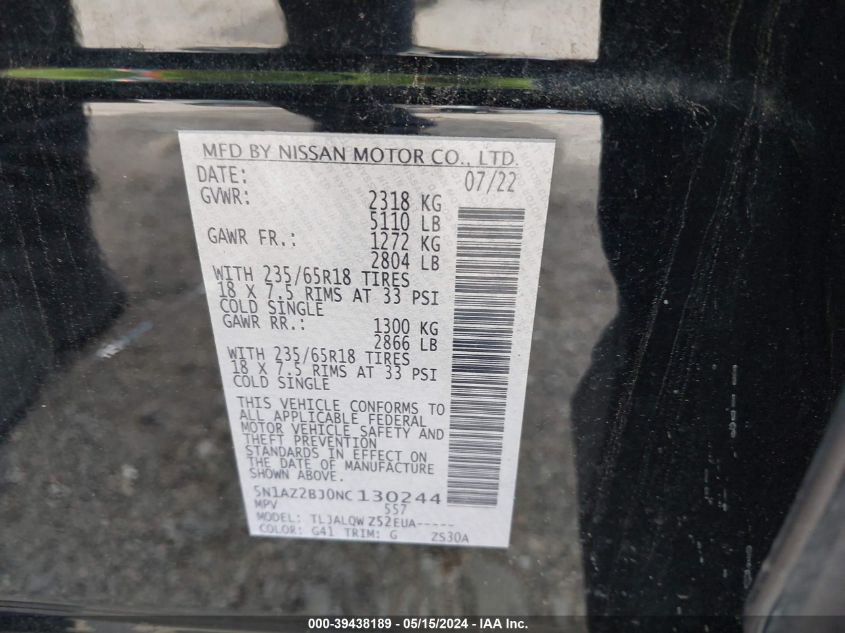 MFD BY NISSAN MOTOR CO., LTD.
DATE: 07/22
GVWR: 2318 KG
5110 LB
GAWR FR.: 1272 KG
2804 LB
WITH 235/65R18 TIRES
18 X 7.5 RIMS AT 33 PSI
COLD SINGLE
GAWR RR.: 1300 KG
2866 LB
WITH 235/65R18 TIRES
18 X 7.5 RIMS AT 33 PSI
COLD SINGLE
THIS VEHICLE CONFORMS TO
ALL APPLICABLE FEDERAL
MOTOR VEHICLE SAFETY AND
THEFT PREVENTION
STANDARDS IN EFFECT ON
THE DATE OF MANUFACTURE
SHOWN ABOVE.
5N1AZ2BJ0NC130244
MPV 557
MODEL: TLJALQW Z52EUA-----
COLOR: G41 TRIM: G ZS30A
000-39438189 - 05/15/2024 - IAA, Inc.